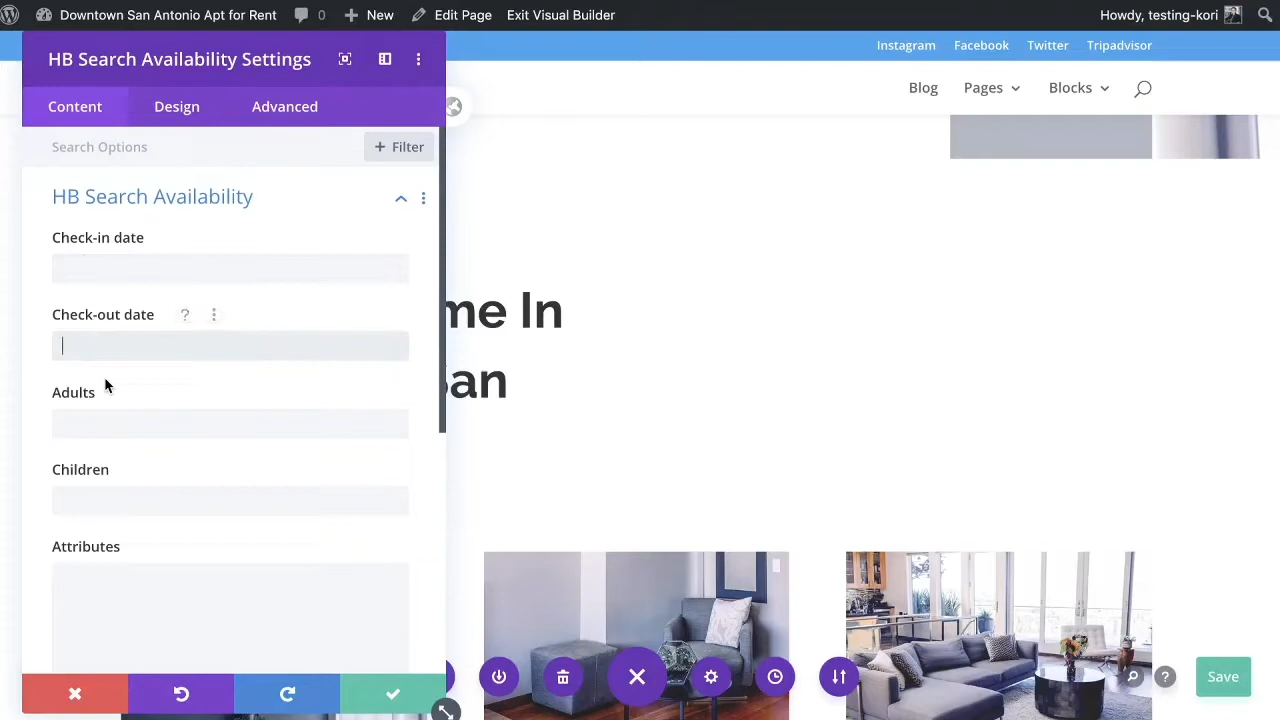 Downtown San Antonio Apt for Rent
0
New
Edit Page
Exit Visual Builder
Howdy, testing-kori
Instagram
Facebook
Twitter
Tripadvisor
HB Search Availability Settings
Blog
Pages
Blocks
Content
Design
Advanced
Search Options
+ Filter
HB Search Availability
Check-in date
Check-out date
?
Adults
Children
Attributes
me In
San
?
Save